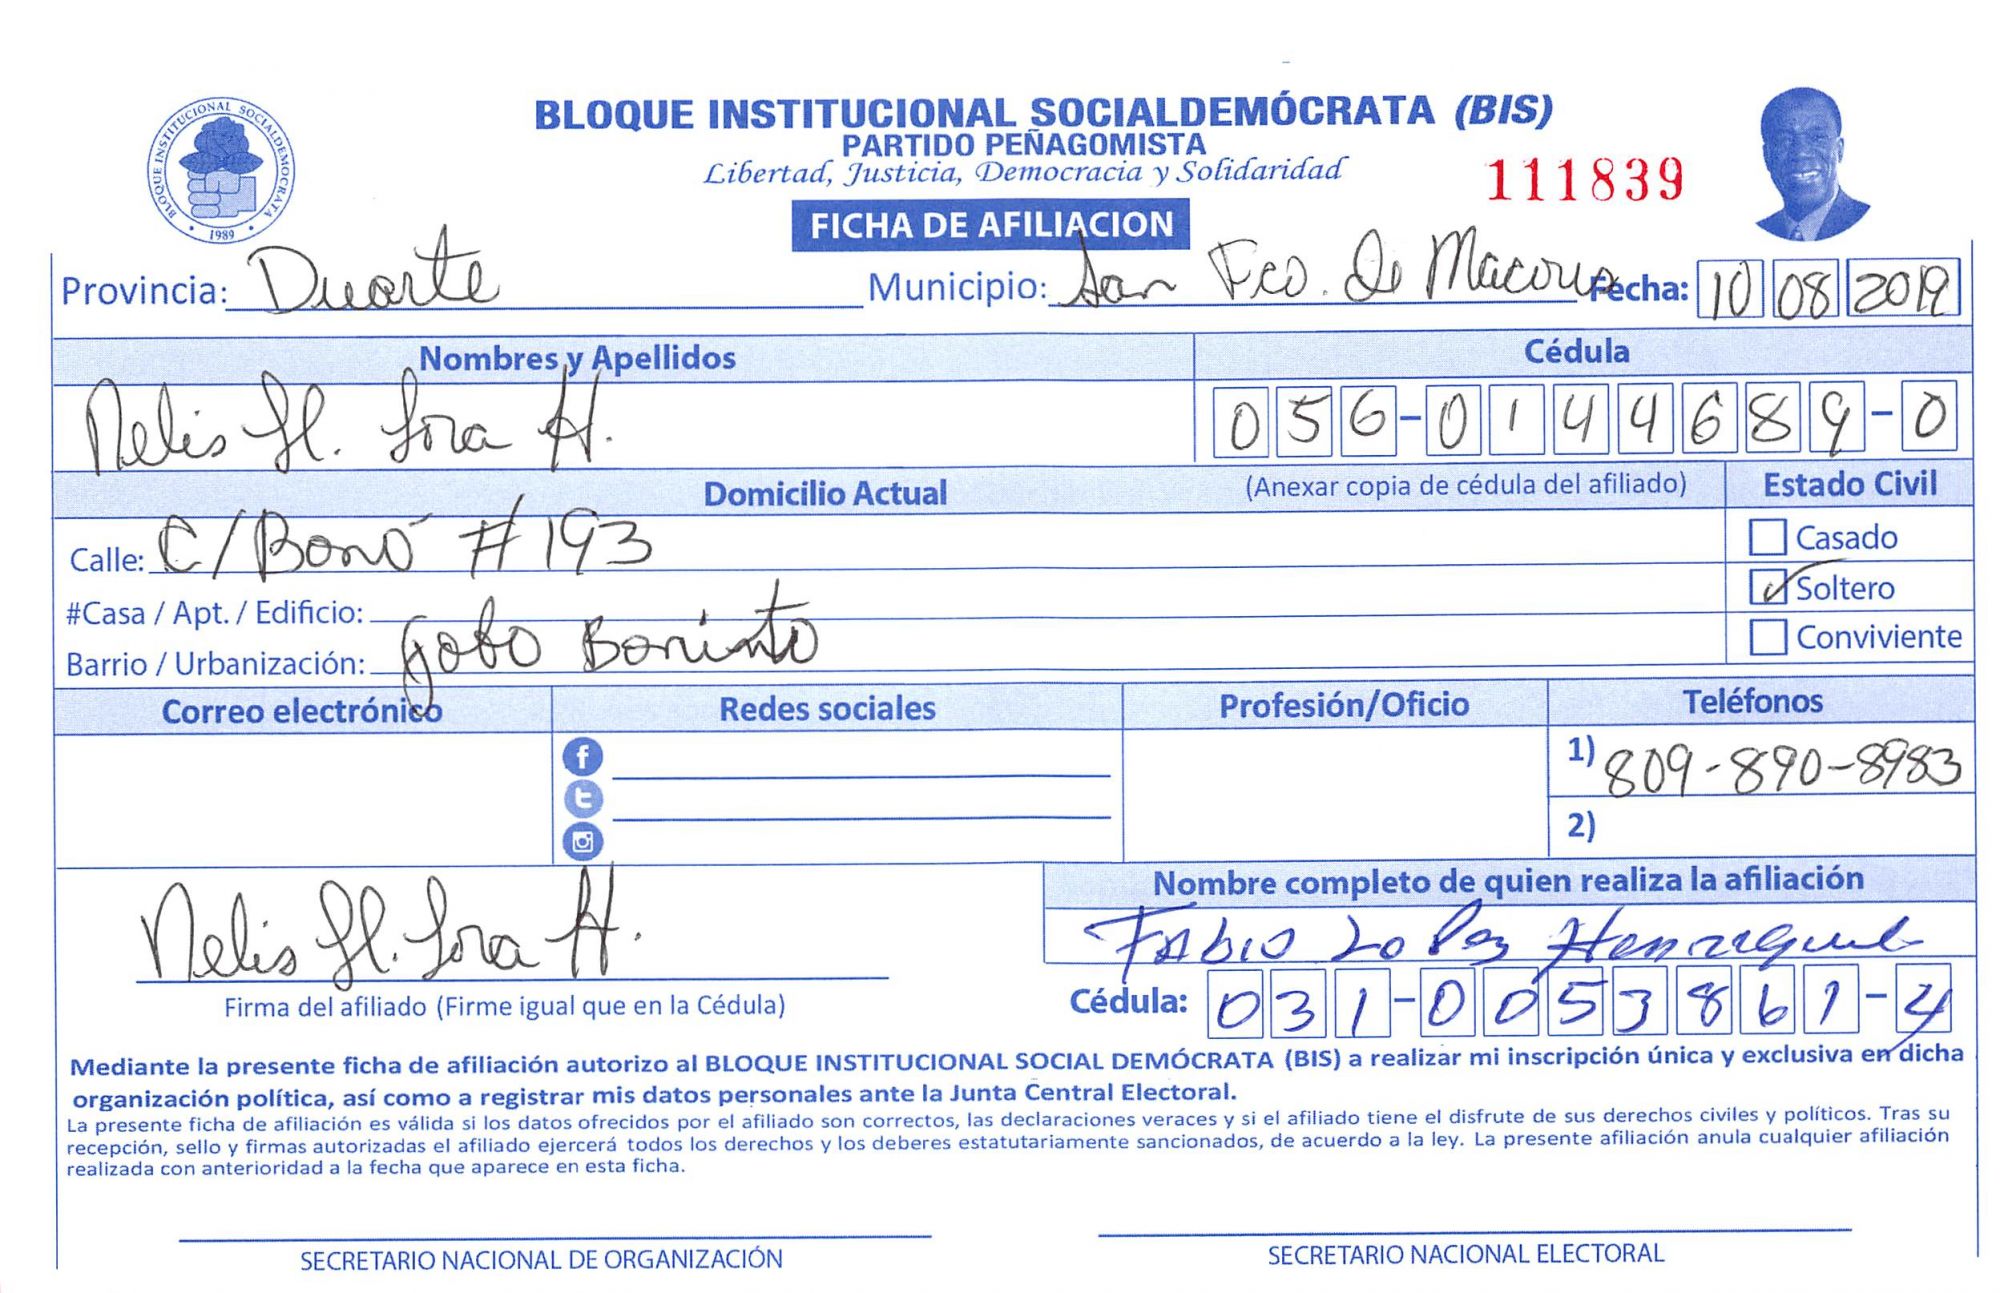 BLOQUE INSTITUCIONAL SOCIALDEMOCRATA
1989
BLOQUE INSTITUCIONAL SOCIALDEMÓCRATA (BIS)
PARTIDO PEÑAGOMISTA
Libertad, Justicia, Democracia y Solidaridad
111839
FICHA DE AFILIACION
Provincia: Duarte Municipio: San Fco. De Macoris Fecha: 10 08 2019
Nombres y Apellidos Cédula
Nelis Ml. Lora H. 056-0144689-0
Domicilio Actual (Anexar copia de cédula del afiliado) Estado Civil
Calle: C/Bonó #193 Casado
Soltero
#Casa / Apt. / Edificio:
Conviviente
Barrio / Urbanización: Gobo
Correo electrónico Redes sociales Profesión/Oficio Teléfonos
1) 809-890-8983
2)
Nombre completo de quien realiza la afiliación
Nelis Ml. Lora H. Fabio Lopez Henriquez
Firma del afiliado (Firme igual que en la Cédula) Cédula: 031-0053861-4
Mediante la presente ficha de afiliación autorizo al BLOQUE INSTITUCIONAL SOCIAL DEMÓCRATA (BIS) a realizar mi inscripción única y exclusiva en dicha
organización política, así como a registrar mis datos personales ante la Junta Central Electoral.
La presente ficha de afiliación es válida si los datos ofrecidos por el afiliado son correctos, las declaraciones veraces y si el afiliado tiene el disfrute de sus derechos civiles y políticos. Tras su
recepción, sello y firmas autorizadas el afiliado ejercerá todos los derechos y los deberes estatutariamente sancionados, de acuerdo a la ley. La presente afiliación anula cualquier afiliación
realizada con anterioridad a la fecha que aparece en esta ficha.
SECRETARIO NACIONAL DE ORGANIZACIÓN SECRETARIO NACIONAL ELECTORAL